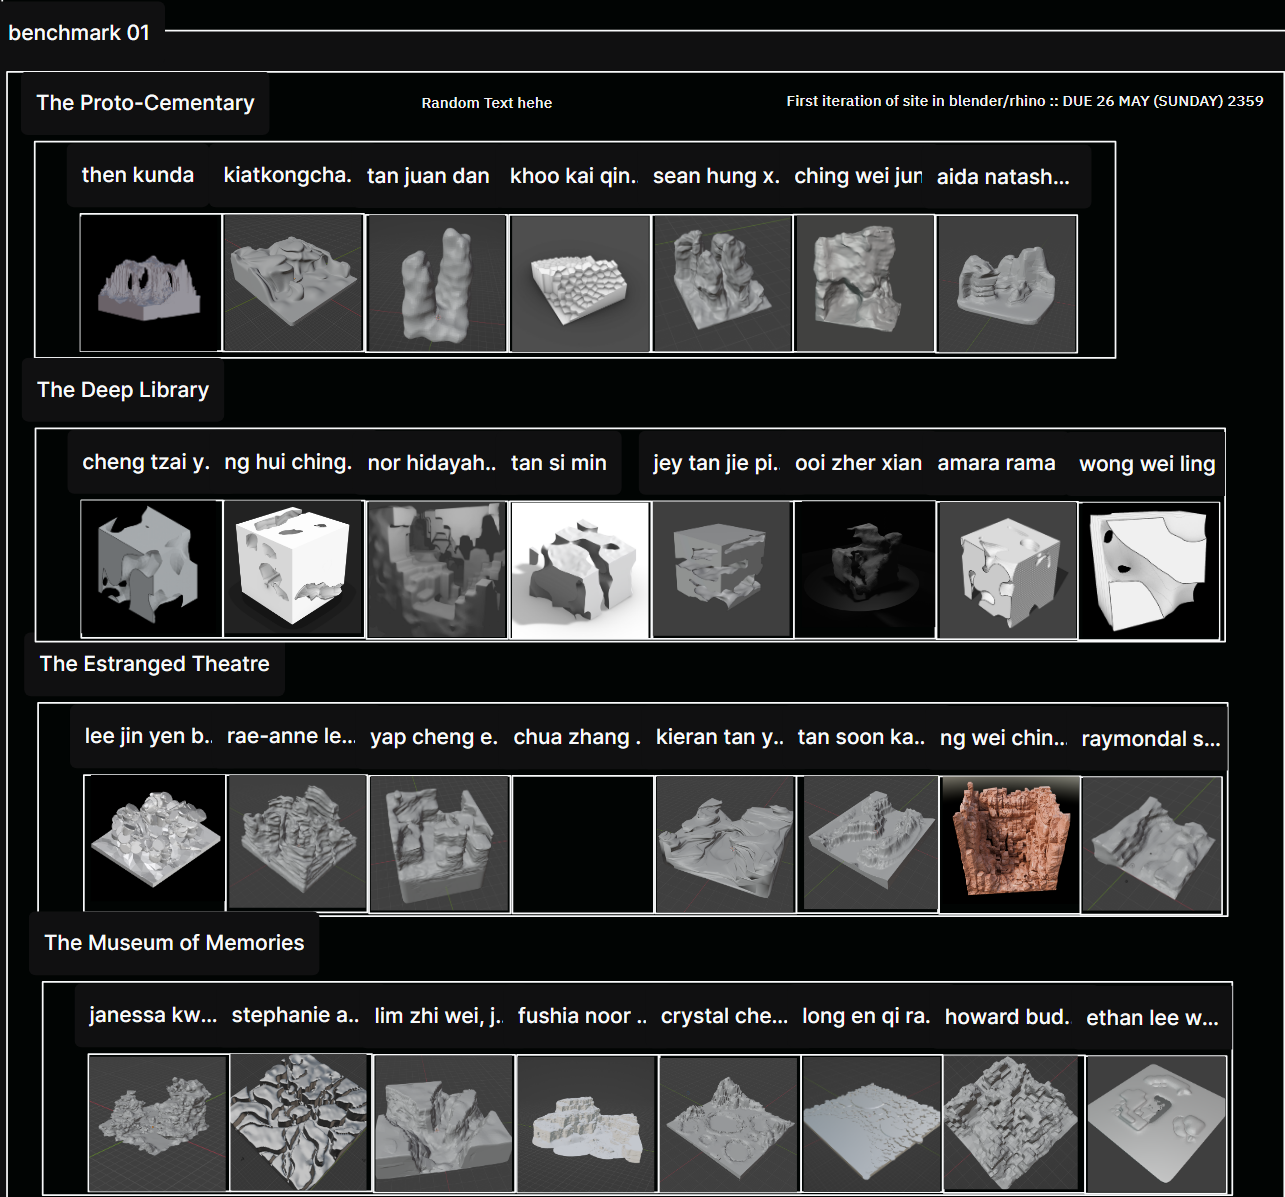 benchmark 01
The Proto-Cementary
Random Text hehe
First iteration of site in blender/rhino :: DUE 26 MAY (SUNDAY) 2359
then kunda
kiatkongcha.
tan juan dan
khoo kai qin.
sean hung x.
ching wei jun
aida natash...
The Deep Library
cheng tzai y.
ng hui ching.
nor hidayah..
tan si min
jey tan jie pi.
ooi zher xian
amara rama
wong wei ling
The Estranged Theatre
lee jin yen b..
rae-anne le...
yap cheng e.
chua zhang .
kieran tan y..
tan soon ka..
ng wei chin...
raymondal s...
The Museum of Memories
janessa kw...
stephanie a..
lim zhi wei, j.
fushia noor ..
crystal che...
long en qi ra.
howard bud.
ethan lee w...